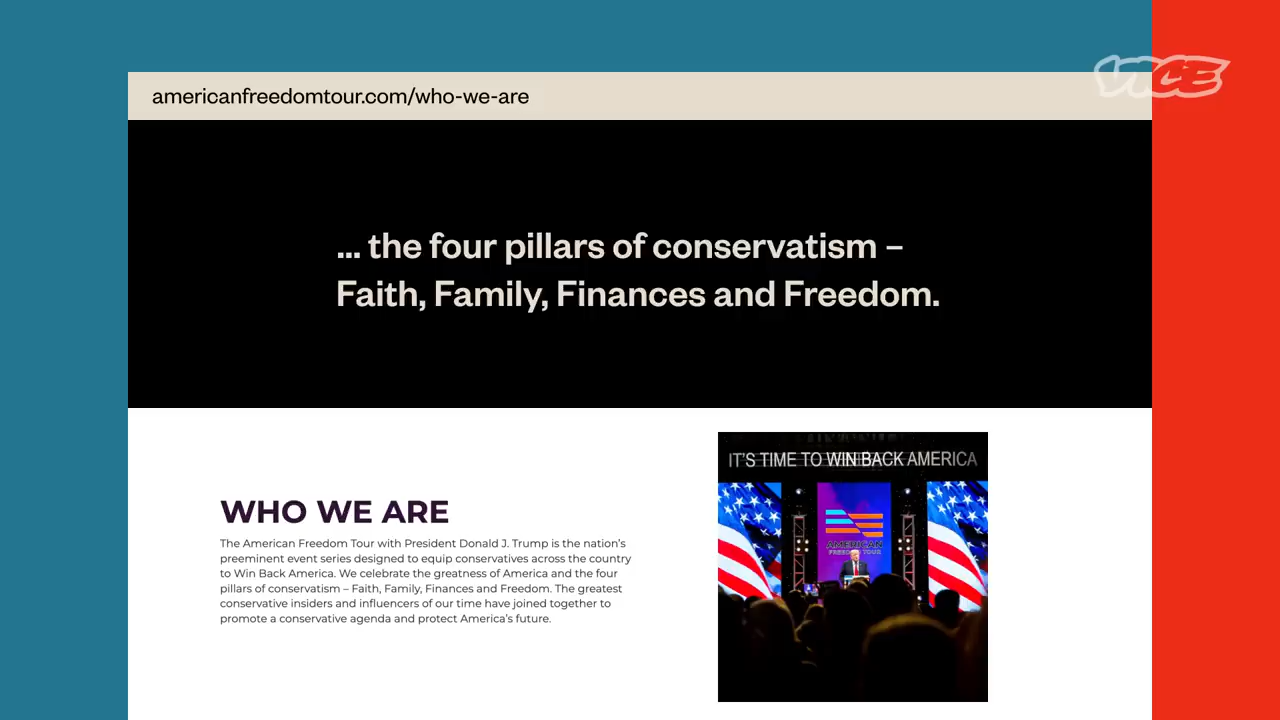 americanfreedomtour.com/who-we-are
VICE
... the four pillars of conservatism –
Faith, Family, Finances and Freedom.
WHO WE ARE
The American Freedom Tour with President Donald J. Trump is the nation's
preeminent event series designed to equip conservatives across the country
to Win Back America. We celebrate the greatness of America and the four
pillars of conservatism – Faith, Family, Finances and Freedom. The greatest
conservative insiders and influencers of our time have joined together to
promote a conservative agenda and protect America's future.
IT'S TIME TO WIN BACK AMERICA
AMERICAN
FREEDOM TOUR